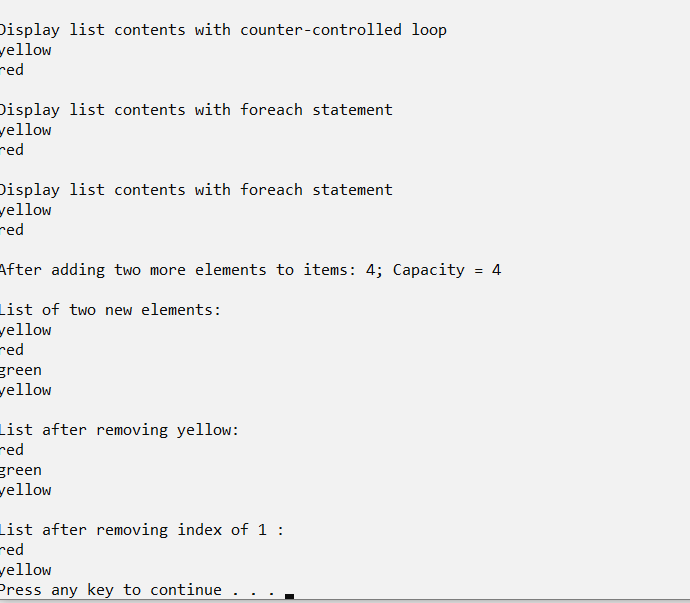 Display list contents with counter-controlled loop
yellow
red
Display list contents with foreach statement
yellow
red
Display list contents with foreach statement
yellow
red
After adding two more elements to items: 4; Capacity = 4
List of two new elements:
yellow
red
green
yellow
List after removing yellow:
red
green
yellow
List after removing index of 1 :
red
yellow
Press any key to continue . . .